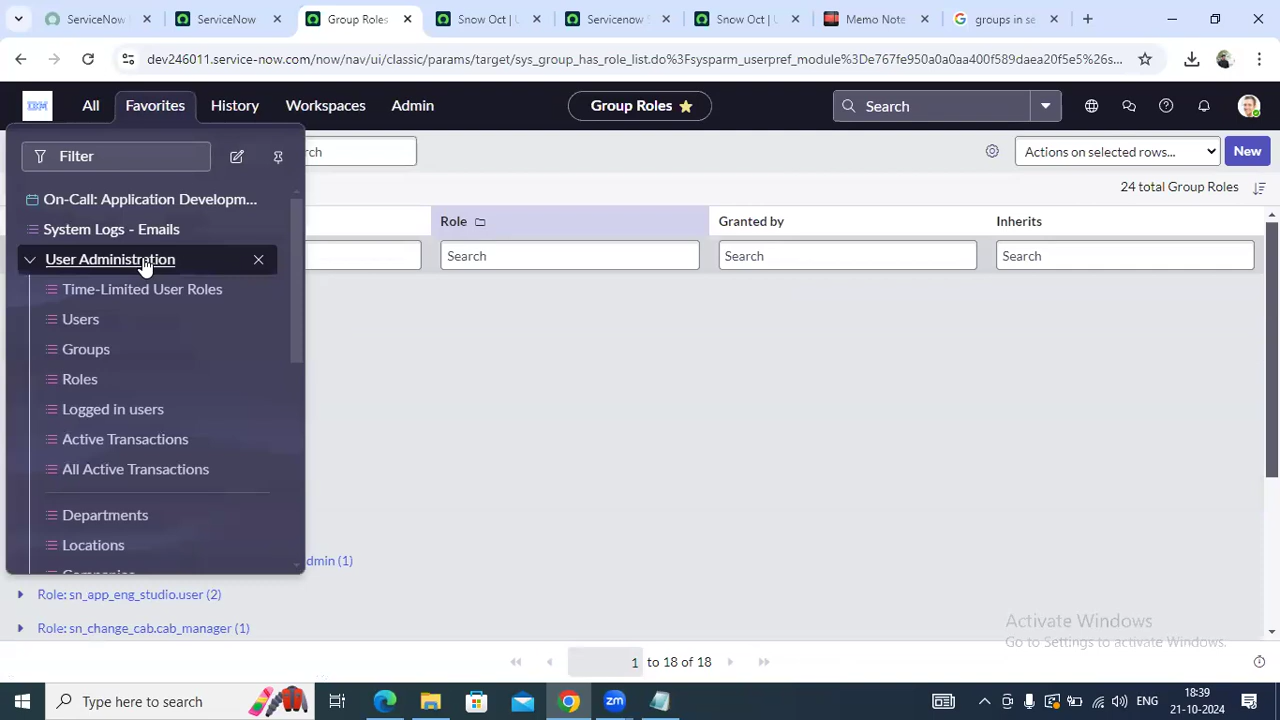 ServiceNow
ServiceNow
Group Roles
Snow Oct | U
Servicenow
Snow Oct | U
Memo Note
groups in se
dev246011.service-now.com/now/nav/ui/classic/params/target/sys_group_has_role_list.do%3Fsysparm_userpref_module%3De767fe950a0a0aa400f589daea20f5e5%26s...
IBM
All
Favorites
History
Workspaces
Admin
Group Roles
Search
Filter
rch
Actions on selected rows...
New
On-Call: Application Developm...
24 total Group Roles
System Logs - Emails
Role
Granted by
Inherits
User Administration
Search
Search
Search
Time-Limited User Roles
Users
Groups
Roles
Logged in users
Active Transactions
All Active Transactions
Departments
Locations
Companies
dmin (1)
Role: sn_app_eng_studio.user (2)
Role: sn_change_cab.cab_manager (1)
Activate Windows
Go to Settings to activate Windows.
1 to 18 of 18
Type here to search
zm
ENG
18:39
21-10-2024